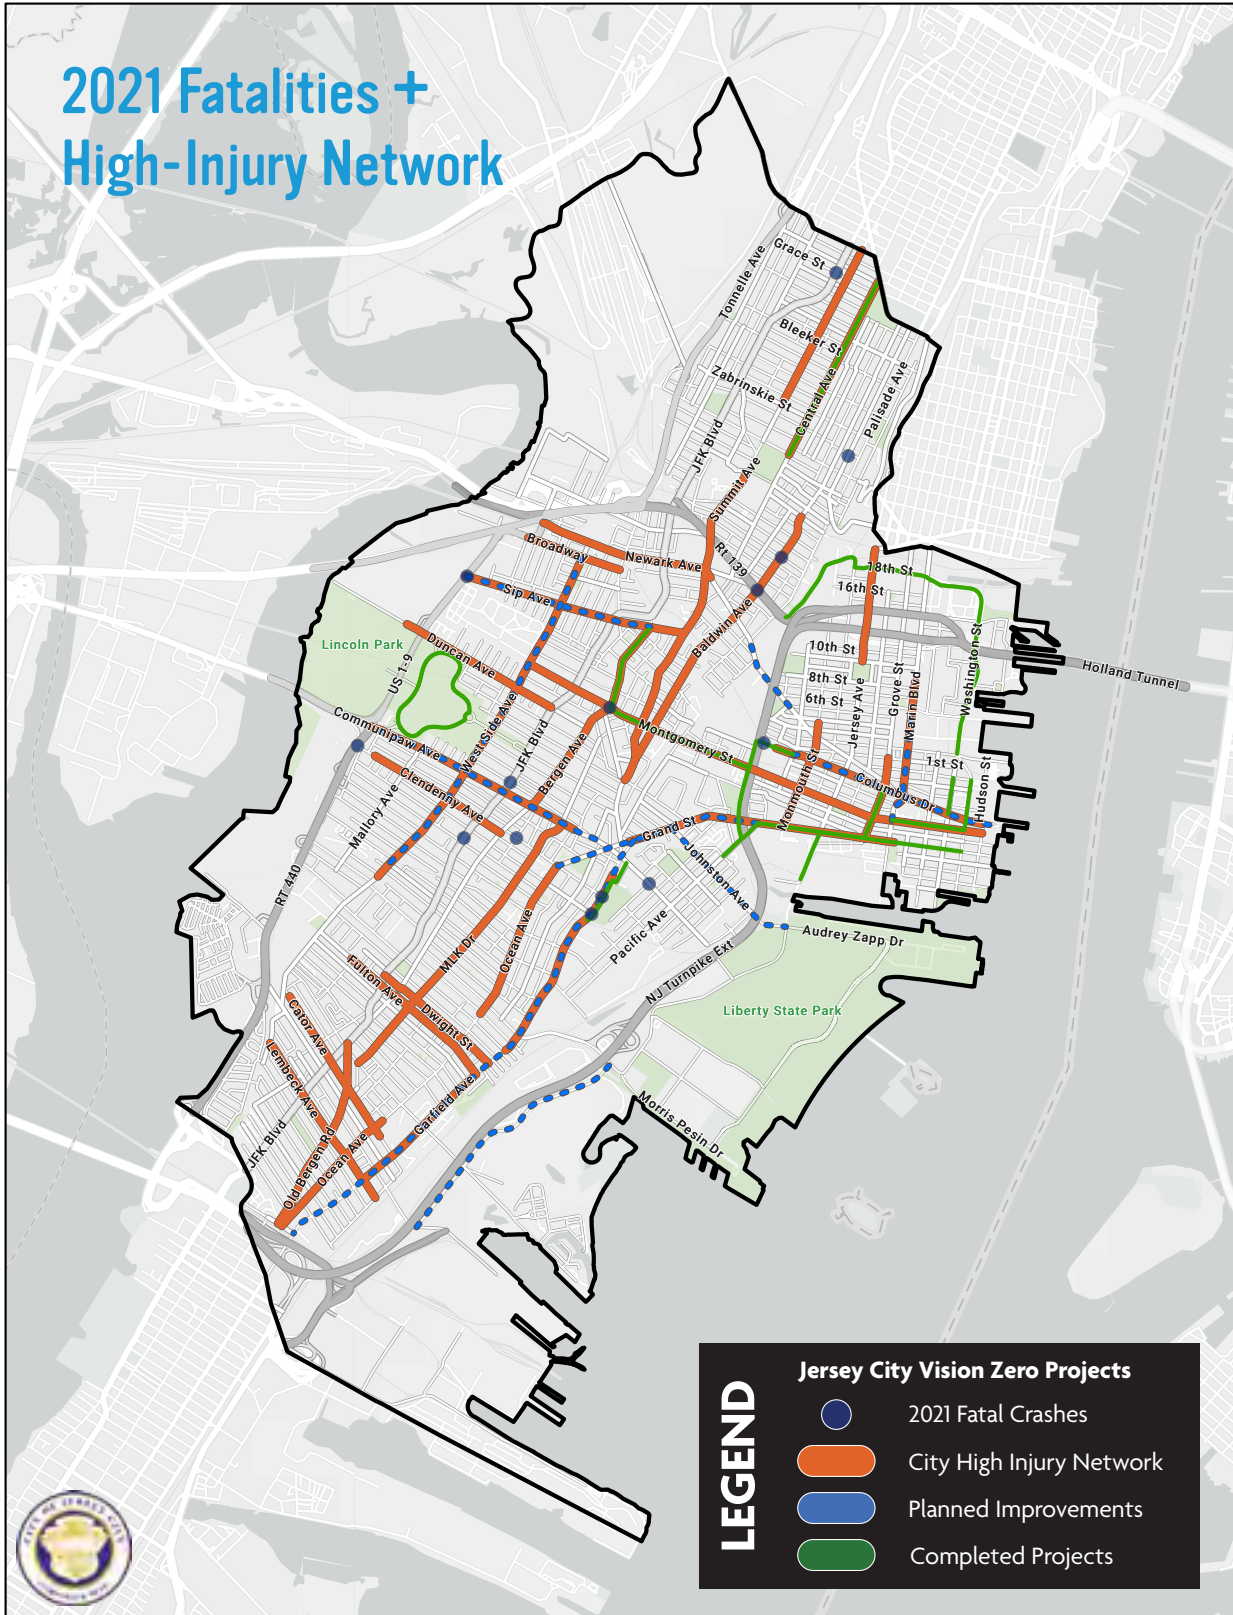 2021 Fatalities +
High-Injury Network
Grace St
Tonnelle Ave
Bleeker St
Zabrinskie St
Central Ave
Palisade Ave
JFK Blvd
Summit Ave
Broadway
Newark Ave
Rt 139
18th St
16th St
Sip Ave
Baldwin Ave
Lincoln Park
Duncan Ave
US 1-9
10th St
8th St
6th St
Jersey Ave
Grove St
Marin Blvd
Washington St
Holland Tunnel
Communipaw Ave
West Side Ave
JFK Blvd
Bergen Ave
Montgomery St
Monmouth St
Columbus Dr
1st St
Hudson St
Clendenny Ave
Mallory Ave
Grand St
Johnston Ave
RT 440
MLK Dr
Ocean Ave
Pacific Ave
Audrey Zapp Dr
NJ Turnpike Ext
Liberty State Park
Fulton Ave
Dwight St
Cator Ave
Lembeck Ave
Garfield Ave
Morris Pesin Dr
JFK Blvd
Old Bergen Rd
Ocean Ave
LEGEND
Jersey City Vision Zero Projects
2021 Fatal Crashes
City High Injury Network
Planned Improvements
Completed Projects